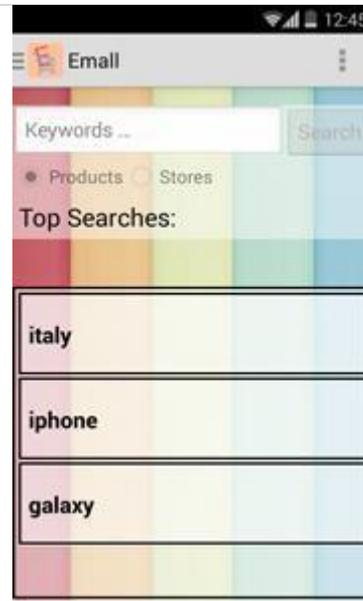 12:45
Emall
Keywords ... Search
Products Stores
Top Searches:
italy
iphone
galaxy